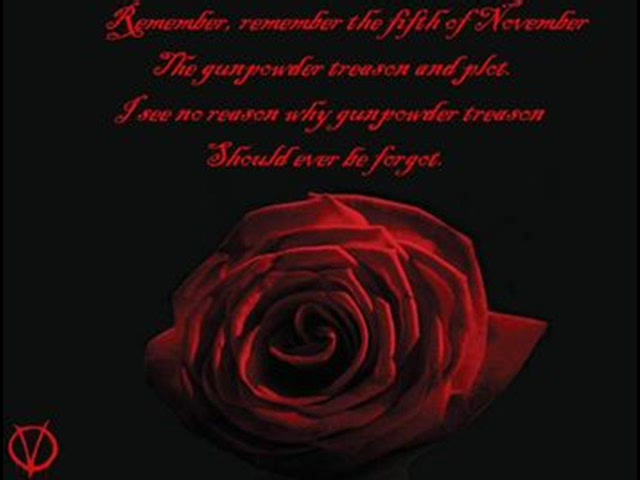 Remember, remember the fifth of November
The gunpowder treason and plot.
I see no reason why gunpowder treason
Should ever be forgot.
V